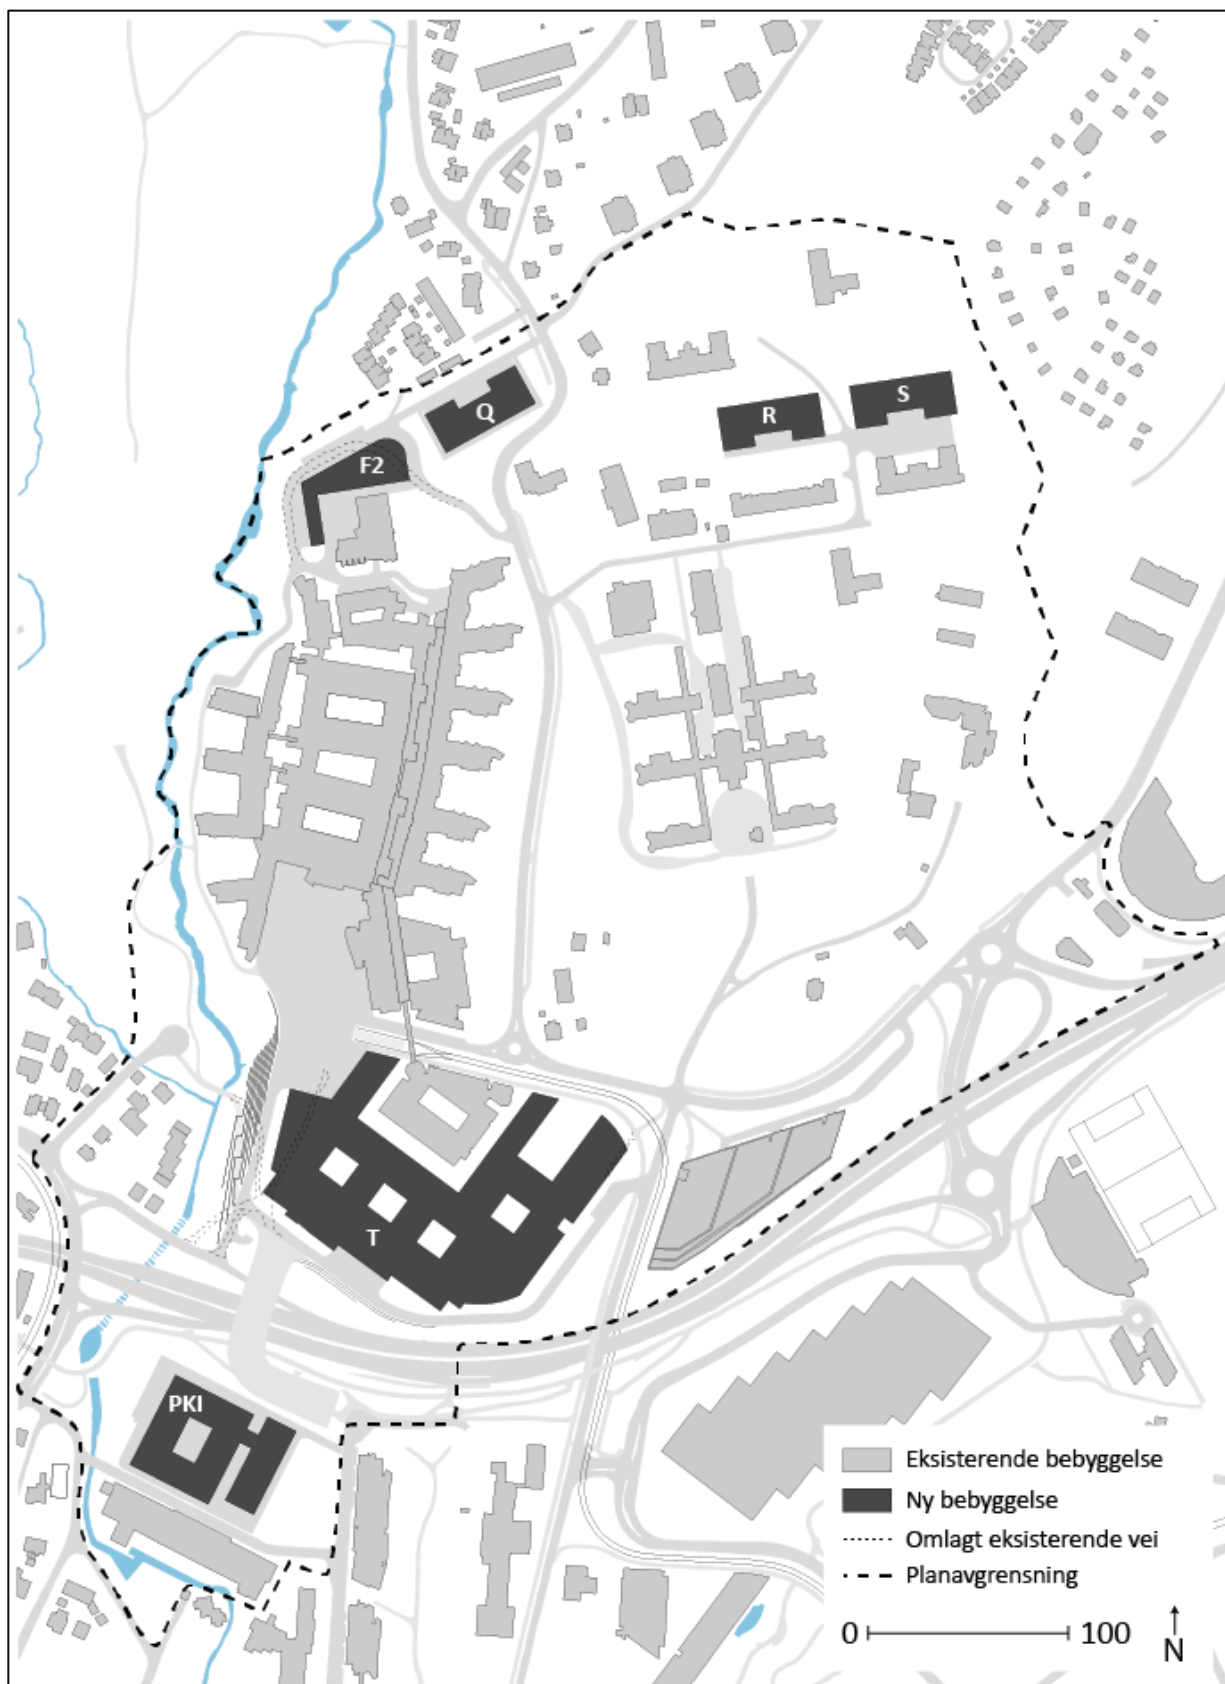 S
R
Q
F2
T
PKI
Eksisterende bebyggelse
Ny bebyggelse
Omlagt eksisterende vei
Planavgrensning
0 100
N